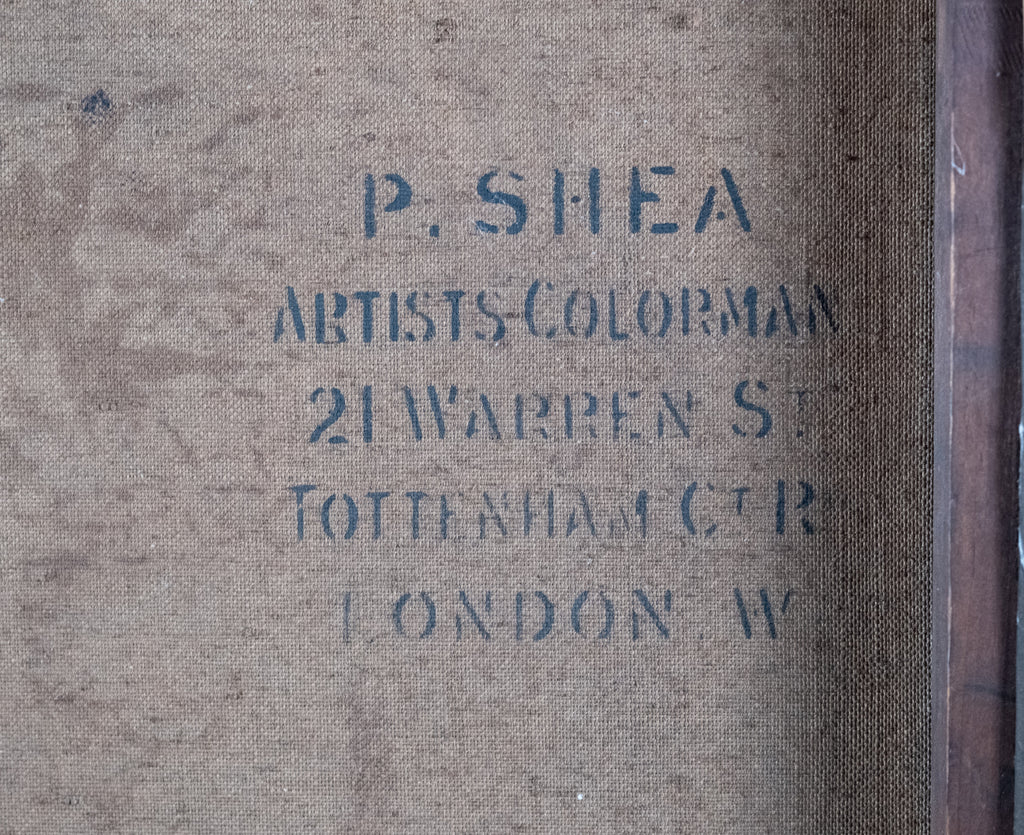 P. SHEA
ARTISTS COLORMAN
21 WARREN ST
TOTTENHAM CT R
LONDON W